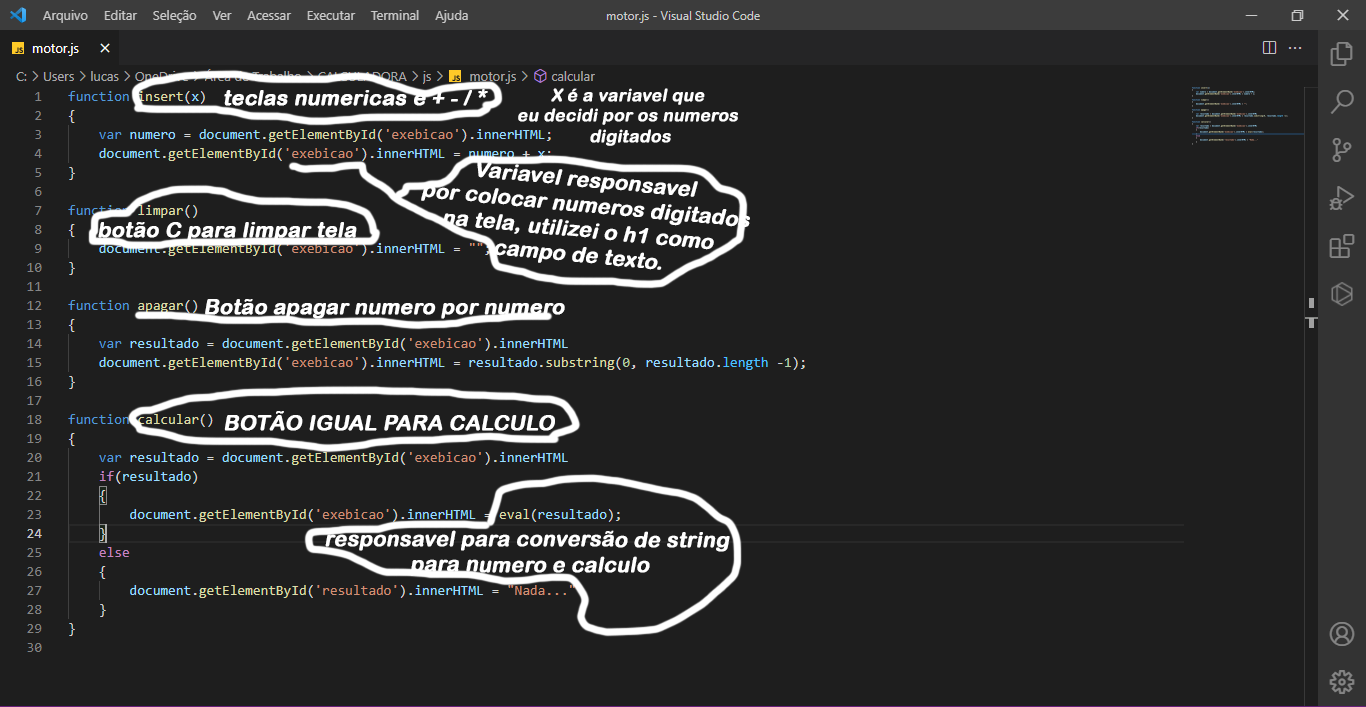 Arquivo Editar Seleção Ver Acessar Executar Terminal Ajuda motor.js - Visual Studio Code
JS motor.js
C: > Users > lucas > OneDrive > Área de Trabalho > CALCULADORA > js > JS motor.js > calcular
1 function insert(x) teclas numericas e + - / *
X é a variavel que
eu decidi por os numeros
digitados
2 {
3 var numero = document.getElementById('exebicao').innerHTML;
4 document.getElementById('exebicao').innerHTML = numero + x;
5 }
Variavel responsavel
por colocar numeros digitados
na tela, utilizei o h1 como
campo de texto.
6
7 function limpar()
8 { botão C para limpar tela
9 document.getElementById('exebicao').innerHTML = "";
10 }
11
12 function apagar() Botão apagar numero por numero
13 {
14 var resultado = document.getElementById('exebicao').innerHTML
15 document.getElementById('exebicao').innerHTML = resultado.substring(0, resultado.length -1);
16 }
17
18 function calcular() BOTÃO IGUAL PARA CALCULO
19 {
20 var resultado = document.getElementById('exebicao').innerHTML
21 if(resultado)
22 {
23 document.getElementById('exebicao').innerHTML = eval(resultado);
24 }
responsavel para conversão de string
para numero e calculo
25 else
26 {
27 document.getElementById('resultado').innerHTML = "Nada..."
28 }
29 }
30